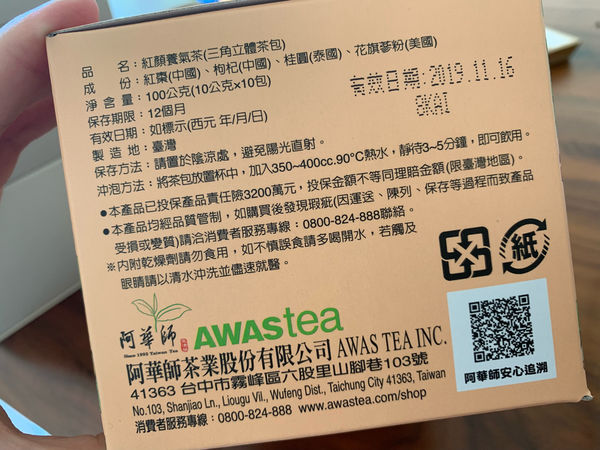 品　　名：紅顏養氣茶(三角立體茶包)
成　　份：紅棗(中國)、枸杞(中國)、桂圓(泰國)、花旗蔘粉(美國)
淨 含 量：100公克(10公克×10包)
保存期限：12個月
有效日期：如標示(西元 年/月/日)
有效日期:2019.11.16
9KA1
製 造 地：臺灣
保存方法：請置於陰涼處，避免陽光直射。
沖泡方法：將茶包放置杯中，加入350~400cc.90°C熱水，靜待3~5分鐘，即可飲用。
●本產品已投保產品責任險3200萬元，投保金額不等同理賠金額(限臺灣地區)。
●本產品均經品質管制，如購買後發現瑕疵(因運送、陳列、保存等過程而致產品
受損或變質)請洽消費者服務專線：0800-824-888聯絡。
※內附乾燥劑請勿食用，如不慎誤食請多喝開水，若觸及
眼睛請以清水沖洗並儘速就醫。
紙
阿華師
Since 1980 Taiwan Tea
AWAStea
阿華師茶業股份有限公司 AWAS TEA INC.
41363 台中市霧峰區六股里山腳巷103號
No.103, Shanjiao Ln., Liougu Vil., Wufeng Dist., Taichung City 41363, Taiwan
消費者服務專線：0800-824-888 www.awastea.com/shop
阿華師安心追溯